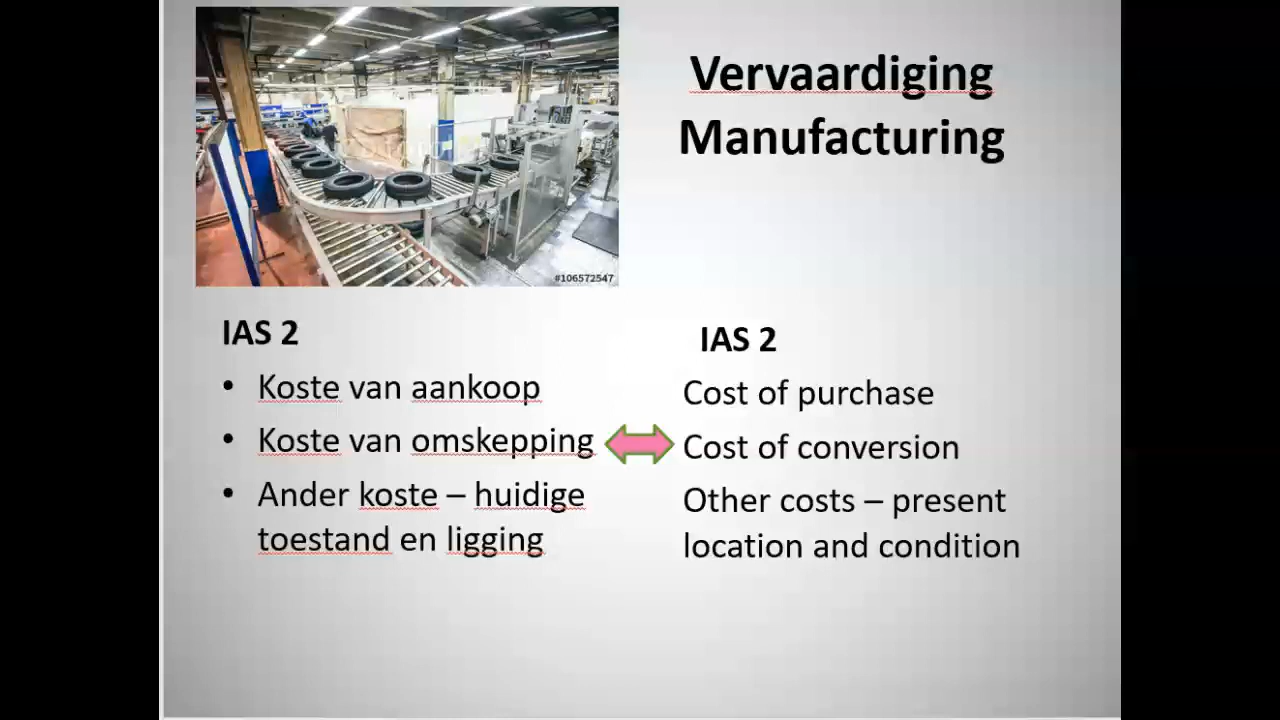 Vervaardiging
Manufacturing
#106572547
IAS 2
• Koste van aankoop
• Koste van omskepping
• Ander koste – huidige
toestand en ligging
IAS 2
Cost of purchase
Cost of conversion
Other costs – present
location and condition